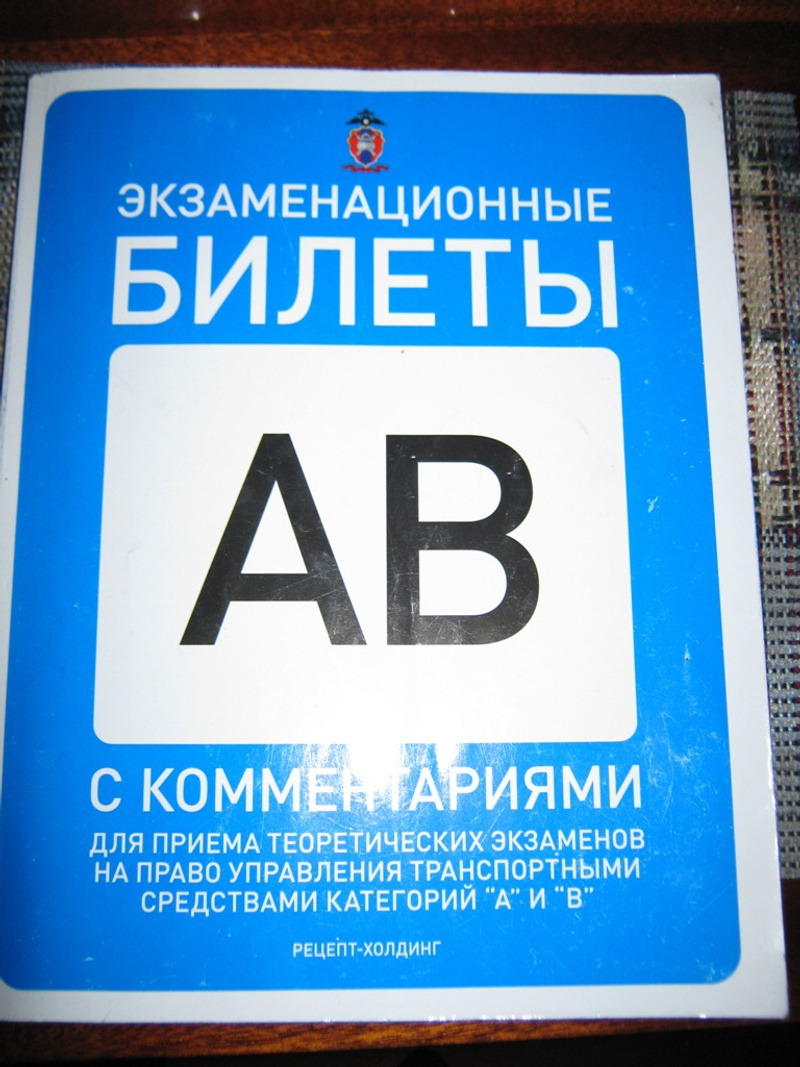 ЭКЗАМЕНАЦИОННЫЕ
БИЛЕТЫ
АВ
С КОММЕНТАРИЯМИ
ДЛЯ ПРИЕМА ТЕОРЕТИЧЕСКИХ ЭКЗАМЕНОВ
НА ПРАВО УПРАВЛЕНИЯ ТРАНСПОРТНЫМИ
СРЕДСТВАМИ КАТЕГОРИЙ “А” И “В”
РЕЦЕПТ-ХОЛДИНГ